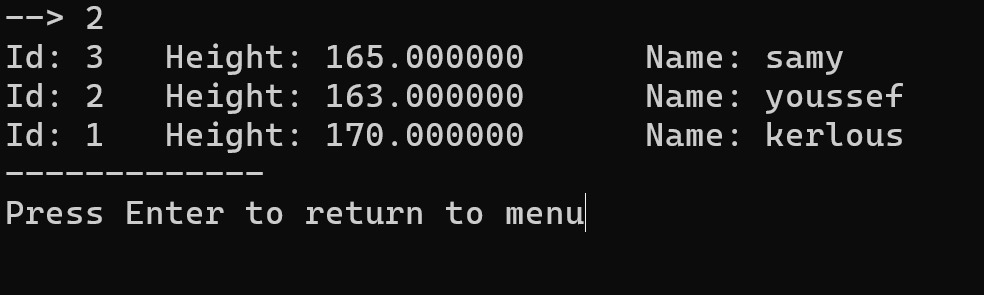 --> 2
Id: 3   Height: 165.000000      Name: samy
Id: 2   Height: 163.000000      Name: youssef
Id: 1   Height: 170.000000      Name: kerlous
-------------
Press Enter to return to menu